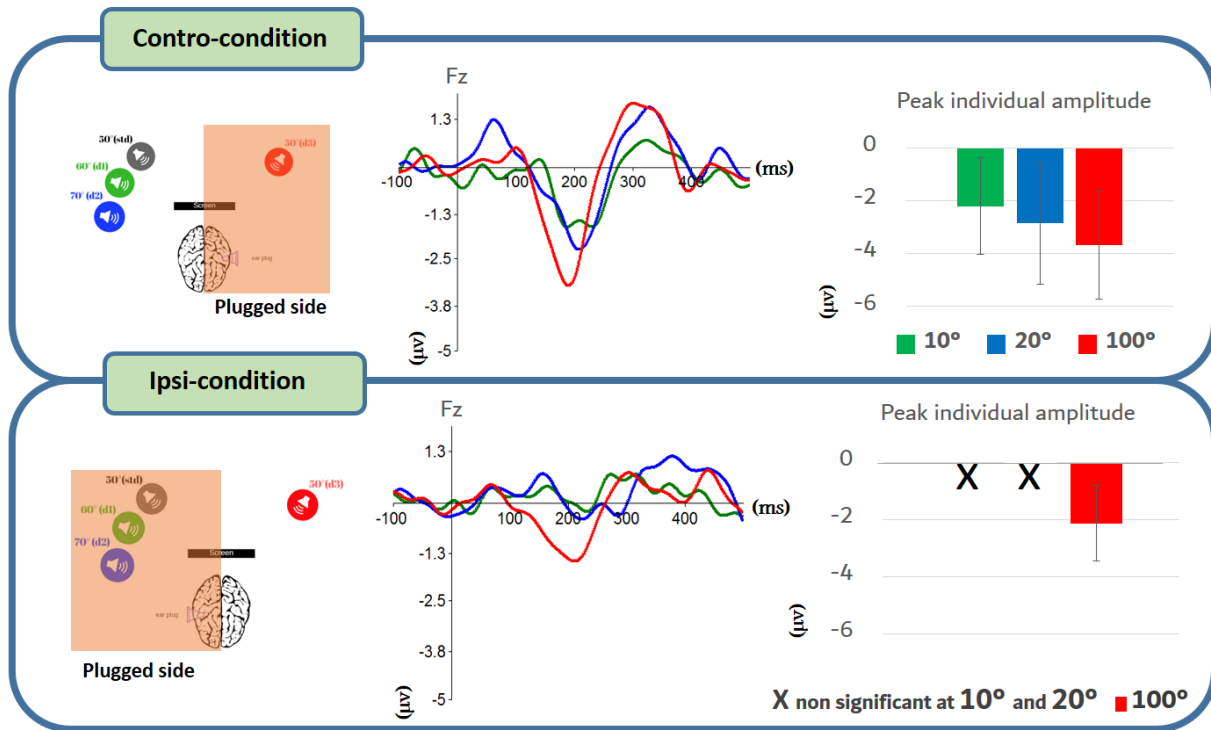 Contro-condition
50°(std)
60° (d1)
70° (d2)
50°(d3)
Screen
ear plug
Plugged side
Fz
1.3
-100
100
200
300
400
(ms)
-1.3
-2.5
-3.8
-5
(μv)
Peak individual amplitude
0
-2
-4
-6
(μv)
10° 20° 100°
Ipsi-condition
50°(std)
60° (d1)
70° (d2)
50°(d3)
Screen
ear plug
Plugged side
Fz
1.3
-100
100
200
300
400
(ms)
-1.3
-2.5
-3.8
-5
(μv)
Peak individual amplitude
0
X X
-2
-4
-6
(μv)
X non significant at 10° and 20° 100°